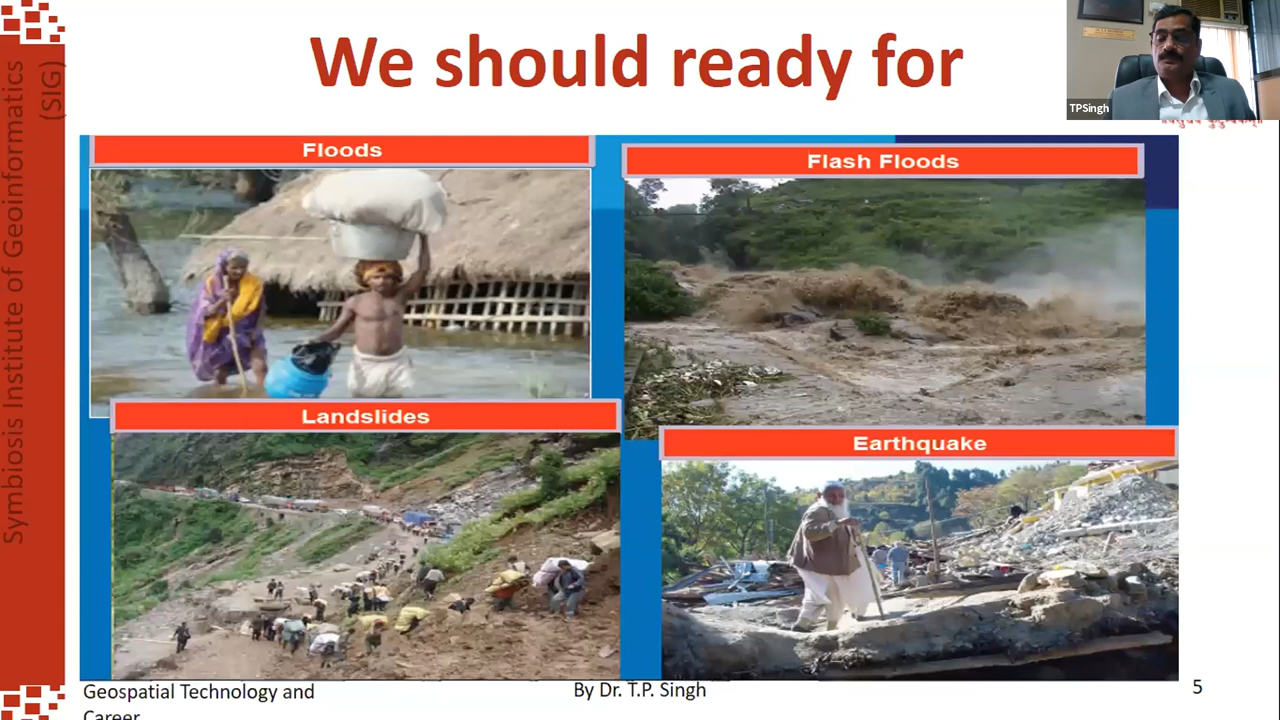 We should ready for
TPSingh
Symbiosis Institute of Geoinformatics
(SIG)
Floods
Flash Floods
Landslides
Earthquake
Geospatial Technology and
Career
By Dr. T.P. Singh
5